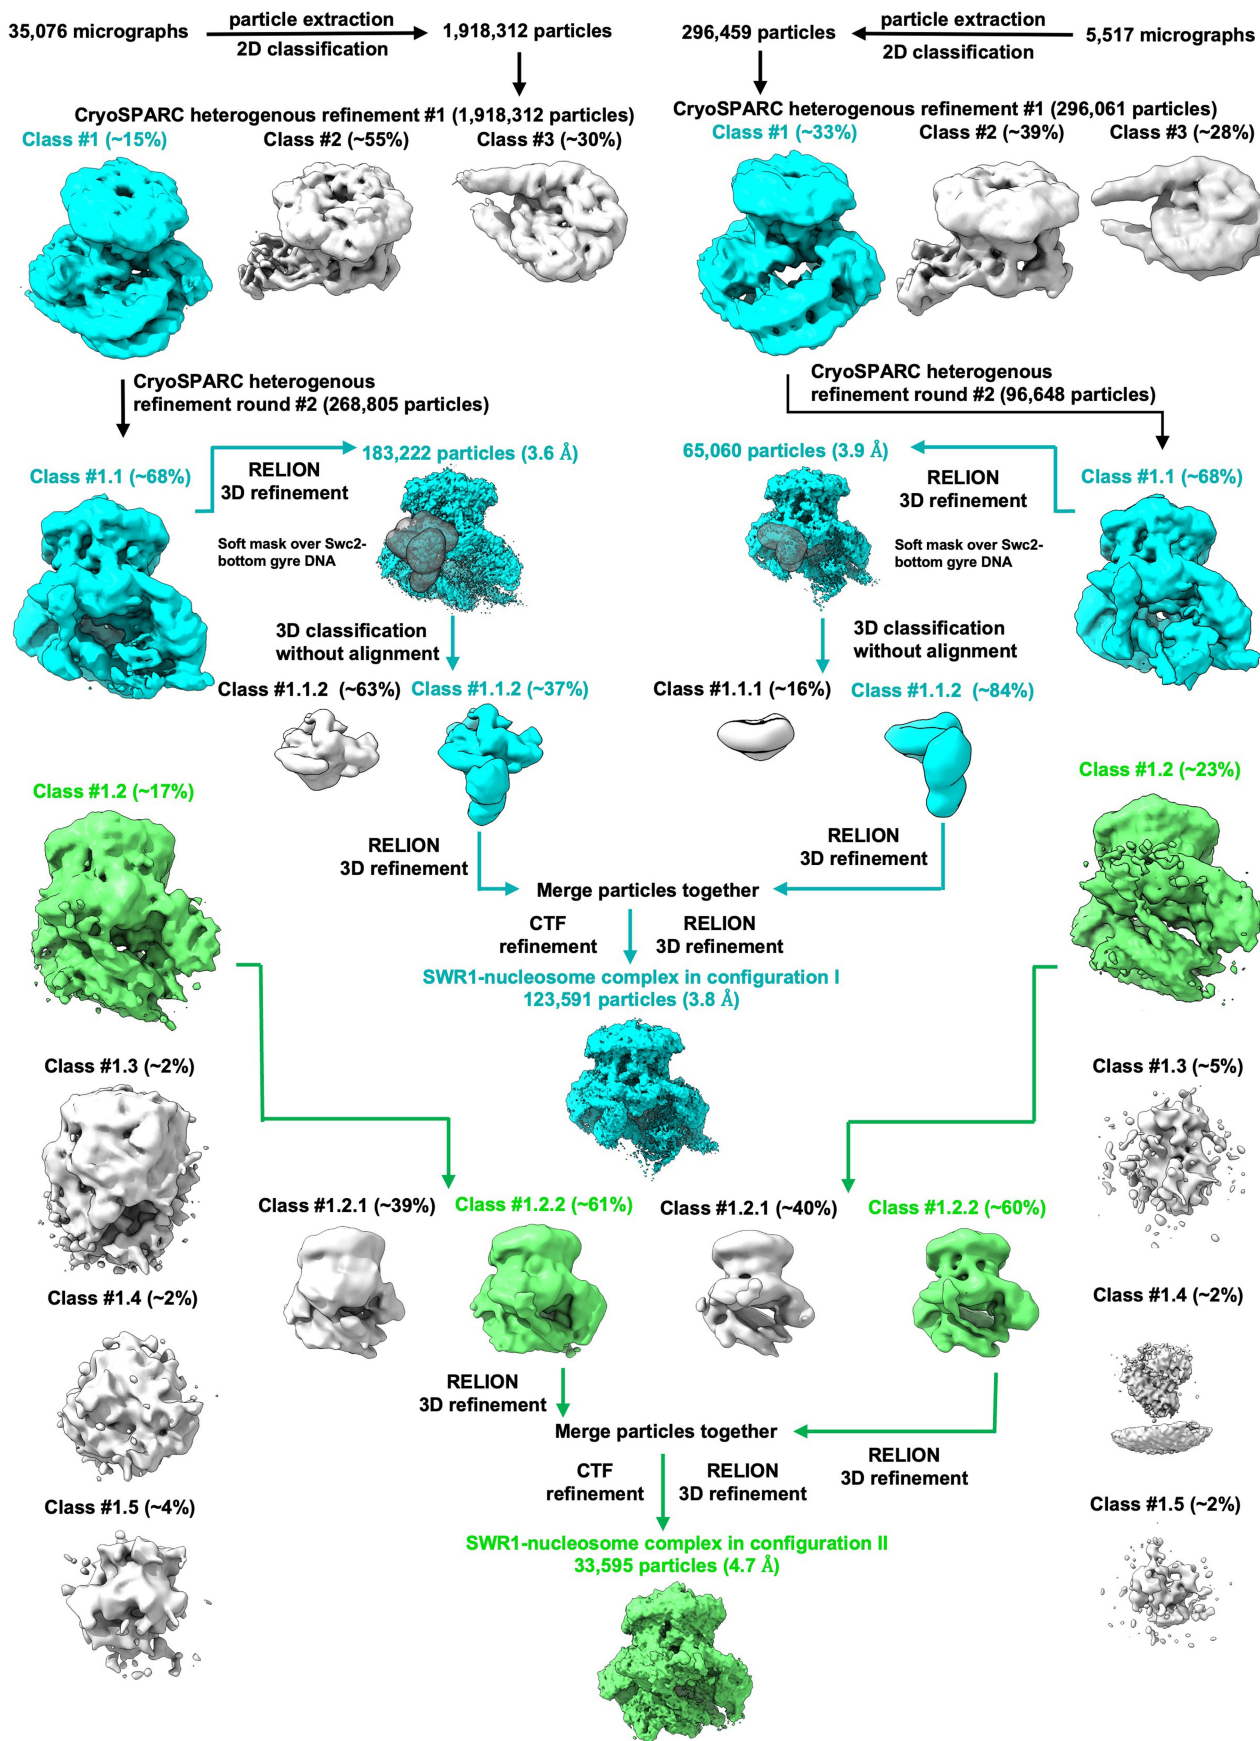 35,076 micrographs
particle extraction
2D classification
1,918,312 particles
296,459 particles
particle extraction
2D classification
5,517 micrographs
CryoSPARC heterogenous refinement #1 (1,918,312 particles)
Class #1 (~15%)
Class #2 (~55%)
Class #3 (~30%)
CryoSPARC heterogenous refinement #1 (296,061 particles)
Class #1 (~33%)
Class #2 (~39%)
Class #3 (~28%)
CryoSPARC heterogenous
refinement round #2 (268,805 particles)
CryoSPARC heterogenous
refinement round #2 (96,648 particles)
Class #1.1 (~68%)
RELION
3D refinement
183,222 particles (3.6 Å)
65,060 particles (3.9 Å)
RELION
3D refinement
Class #1.1 (~68%)
Soft mask over Swc2-
bottom gyre DNA
Soft mask over Swc2-
bottom gyre DNA
3D classification
without alignment
3D classification
without alignment
Class #1.1.2 (~63%)
Class #1.1.2 (~37%)
Class #1.1.1 (~16%)
Class #1.1.2 (~84%)
Class #1.2 (~17%)
Class #1.2 (~23%)
RELION
3D refinement
RELION
3D refinement
Merge particles together
CTF
refinement
RELION
3D refinement
SWR1-nucleosome complex in configuration I
123,591 particles (3.8 Å)
Class #1.3 (~2%)
Class #1.3 (~5%)
Class #1.2.1 (~39%)
Class #1.2.2 (~61%)
Class #1.2.1 (~40%)
Class #1.2.2 (~60%)
Class #1.4 (~2%)
Class #1.4 (~2%)
RELION
3D refinement
Merge particles together
RELION
3D refinement
CTF
refinement
RELION
3D refinement
Class #1.5 (~4%)
Class #1.5 (~2%)
SWR1-nucleosome complex in configuration II
33,595 particles (4.7 Å)